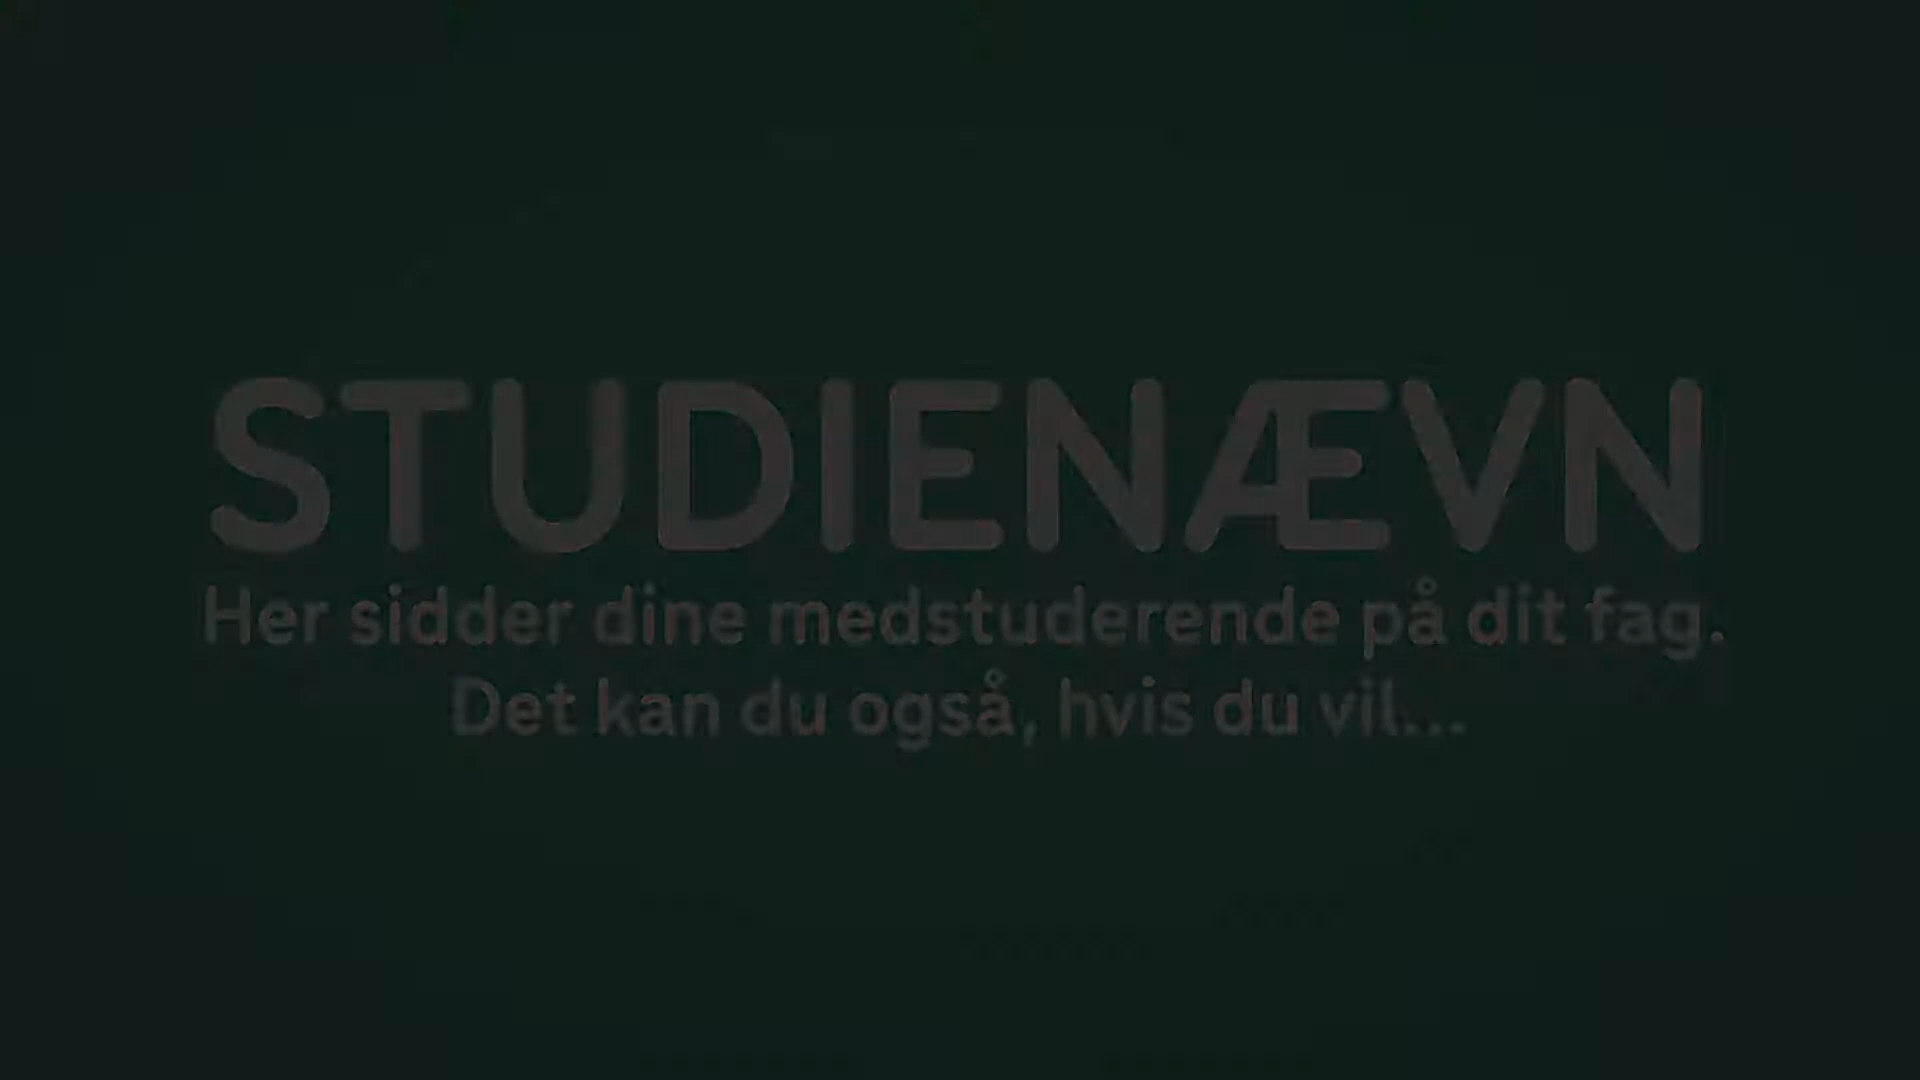 STUDIENÆVN
Her sidder dine medstuderende på dit fag.
Det kan du også, hvis du vil...